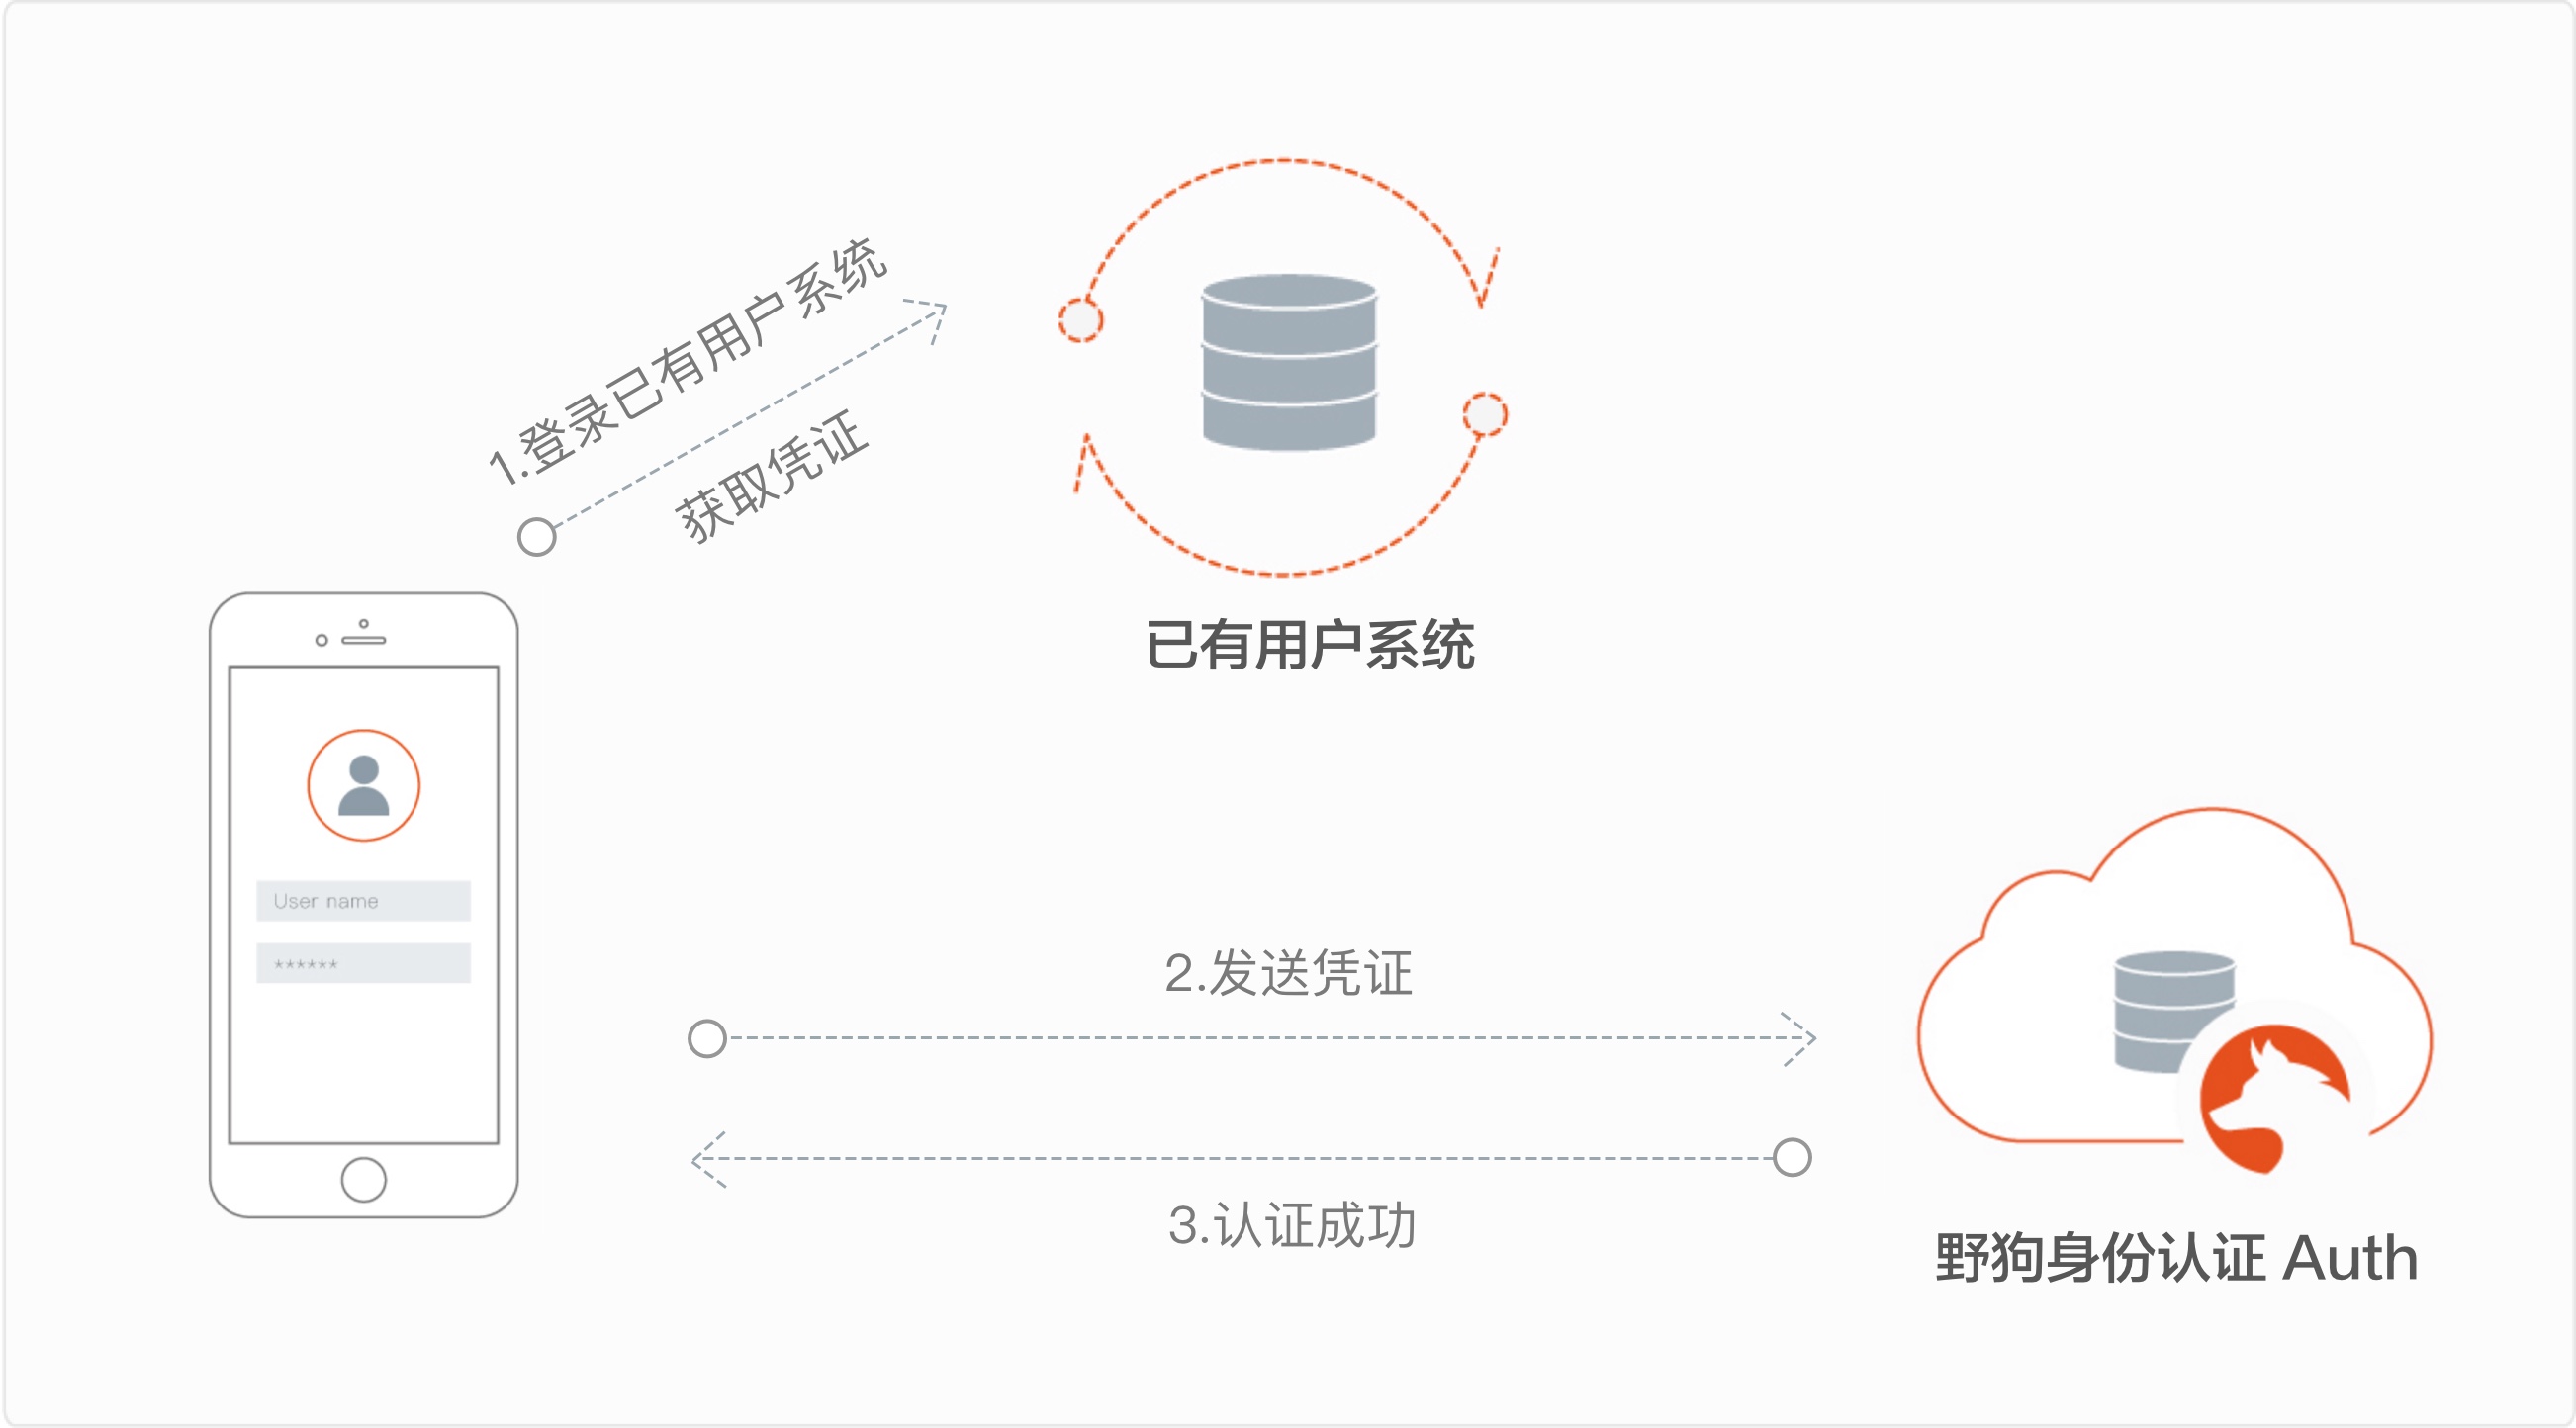 1.登录已有用户系统
获取凭证
已有用户系统
User name
******
2.发送凭证
3.认证成功
野狗身份认证 Auth